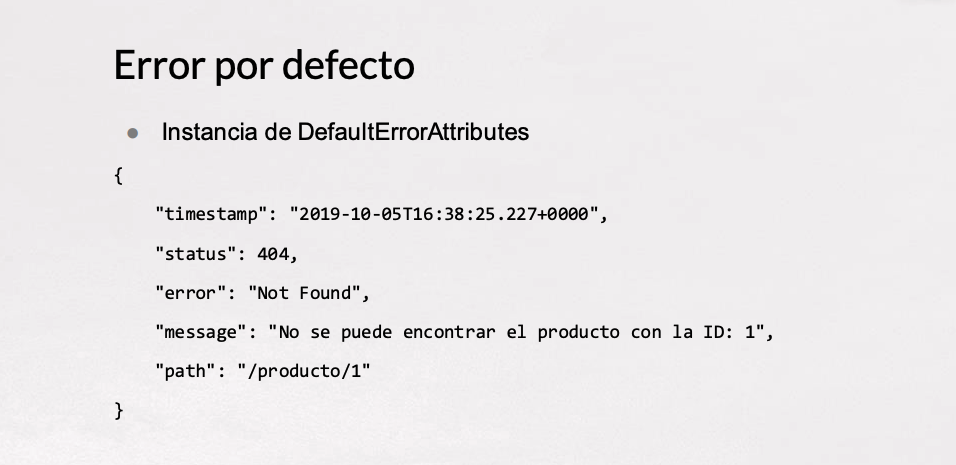 Error por defecto
● Instancia de DefaultErrorAttributes
{
"timestamp": "2019-10-05T16:38:25.227+0000",
"status": 404,
"error": "Not Found",
"message": "No se puede encontrar el producto con la ID: 1",
"path": "/producto/1"
}